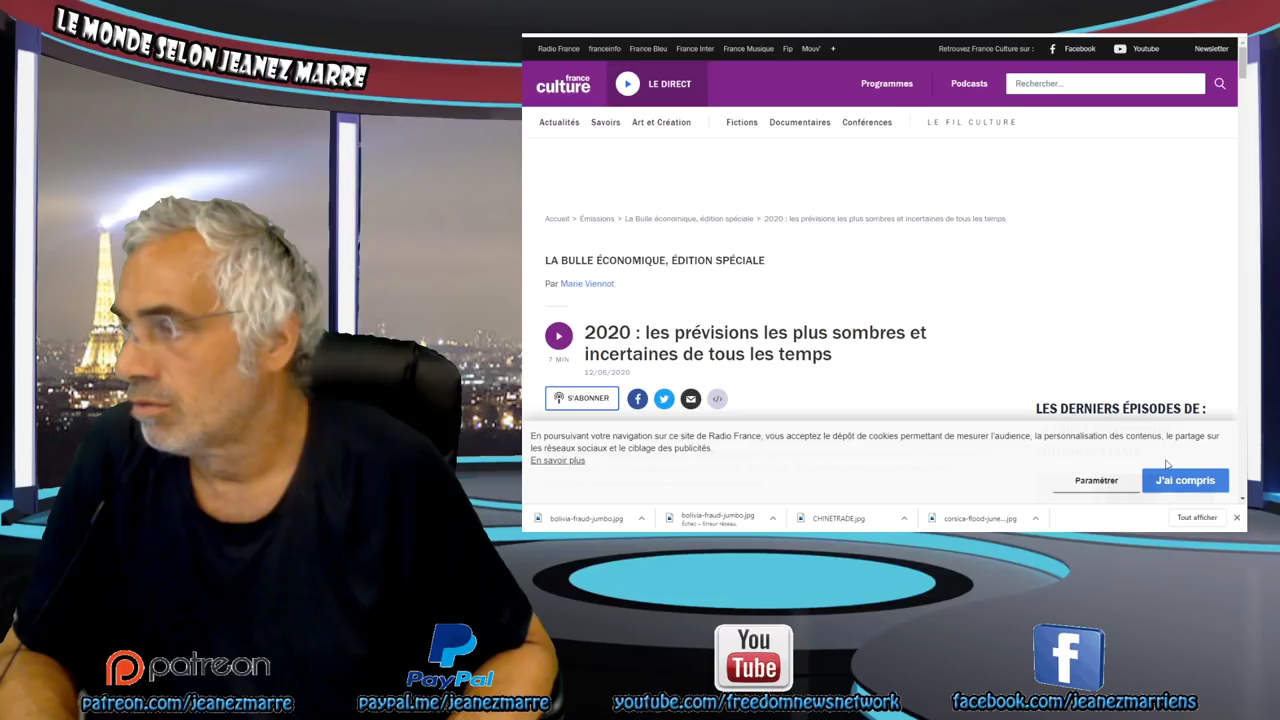 LE MONDE SELON JEANEZ MARRE
Radio France franceinfo France Bleu France Inter France Musique Fip Mouv' + Retrouvez France Culture sur : Facebook Youtube Newsletter
france
culture LE DIRECT Programmes Podcasts Rechercher...
Actualités Savoirs Art et Création Fictions Documentaires Conférences LE FIL CULTURE
Accueil > Émissions > La Bulle économique, édition spéciale > 2020 : les prévisions les plus sombres et incertaines de tous les temps
LA BULLE ÉCONOMIQUE, ÉDITION SPÉCIALE
Par Marie Viennot
2020 : les prévisions les plus sombres et
incertaines de tous les temps
7 MIN
12/06/2020
S'ABONNER
LES DERNIERS ÉPISODES DE :
En poursuivant votre navigation sur ce site de Radio France, vous acceptez le dépôt de cookies permettant de mesurer l'audience, la personnalisation des contenus, le partage sur
les réseaux sociaux et le ciblage des publicités.
En savoir plus
Paramétrer J'ai compris
bolivia-fraud-jumbo.jpg bolivia-fraud-jumbo.jpg CHINETRADE.jpg corsica-flood-june....jpg Tout afficher
Échec – Erreur réseau.
patreon PayPal You Tube f
patreon.com/jeanezmarre paypal.me/jeanezmarre youtube.com/freedomnewsnetwork facebook.com/jeanezmarriens